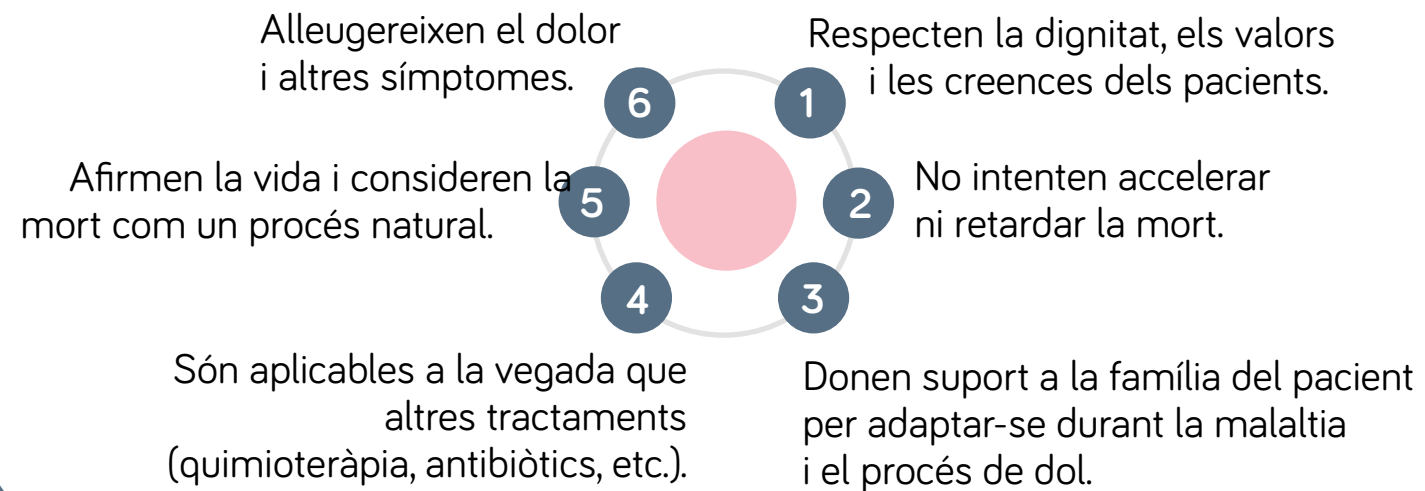 1
Respecten la dignitat, els valors
i les creences dels pacients.
2
No intenten accelerar
ni retardar la mort.
3
Donen suport a la família del pacient
per adaptar-se durant la malaltia
i el procés de dol.
4
Són aplicables a la vegada que
altres tractaments
(quimioteràpia, antibiòtics, etc.).
5
Afirmen la vida i consideren la
mort com un procés natural.
6
Alleugereixen el dolor
i altres símptomes.